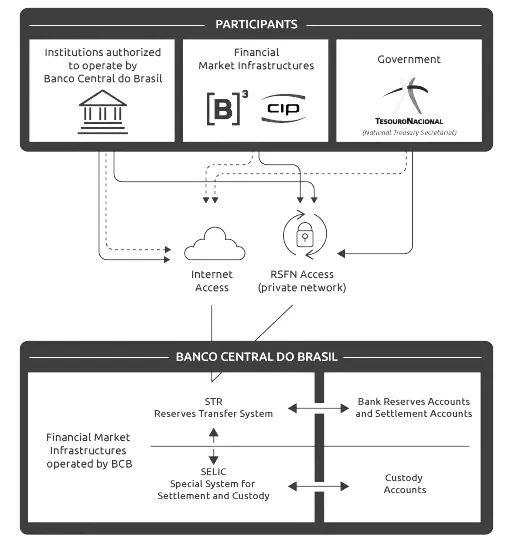 PARTICIPANTS
Institutions authorized
to operate by
Banco Central do Brasil
Financial
Market Infrastructures
[B]³
CIP
Government
TESOURONACIONAL
(National Treasury Secretariat)
Internet
Access
RSFN Access
(private network)
BANCO CENTRAL DO BRASIL
Financial Market
Infrastructures
operated by BCB
STR
Reserves Transfer System
Bank Reserves Accounts
and Settlement Accounts
SELIC
Special System for
Settlement and Custody
Custody
Accounts